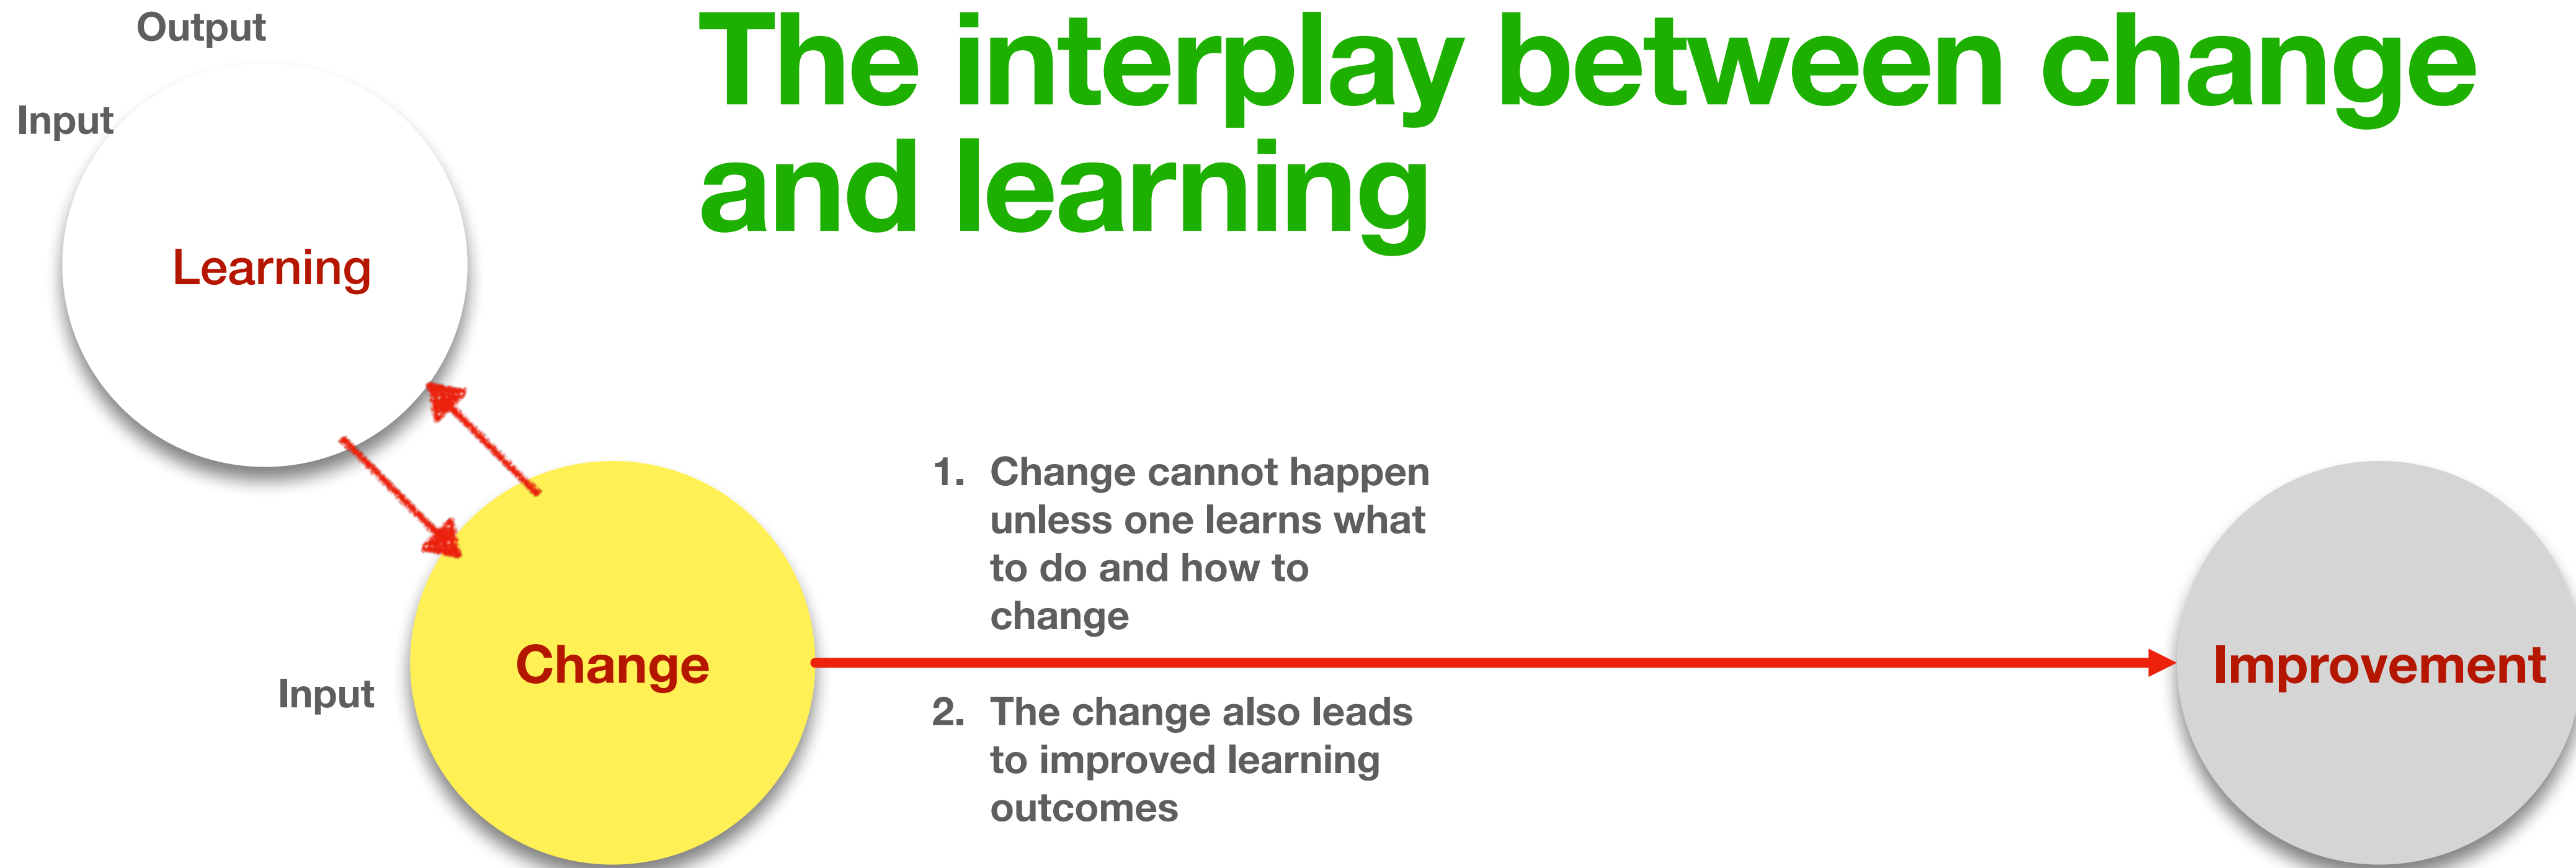 Output
The interplay between change
and learning
Input
Learning
1. Change cannot happen
unless one learns what
to do and how to
change
Change
Improvement
Input
2. The change also leads
to improved learning
outcomes